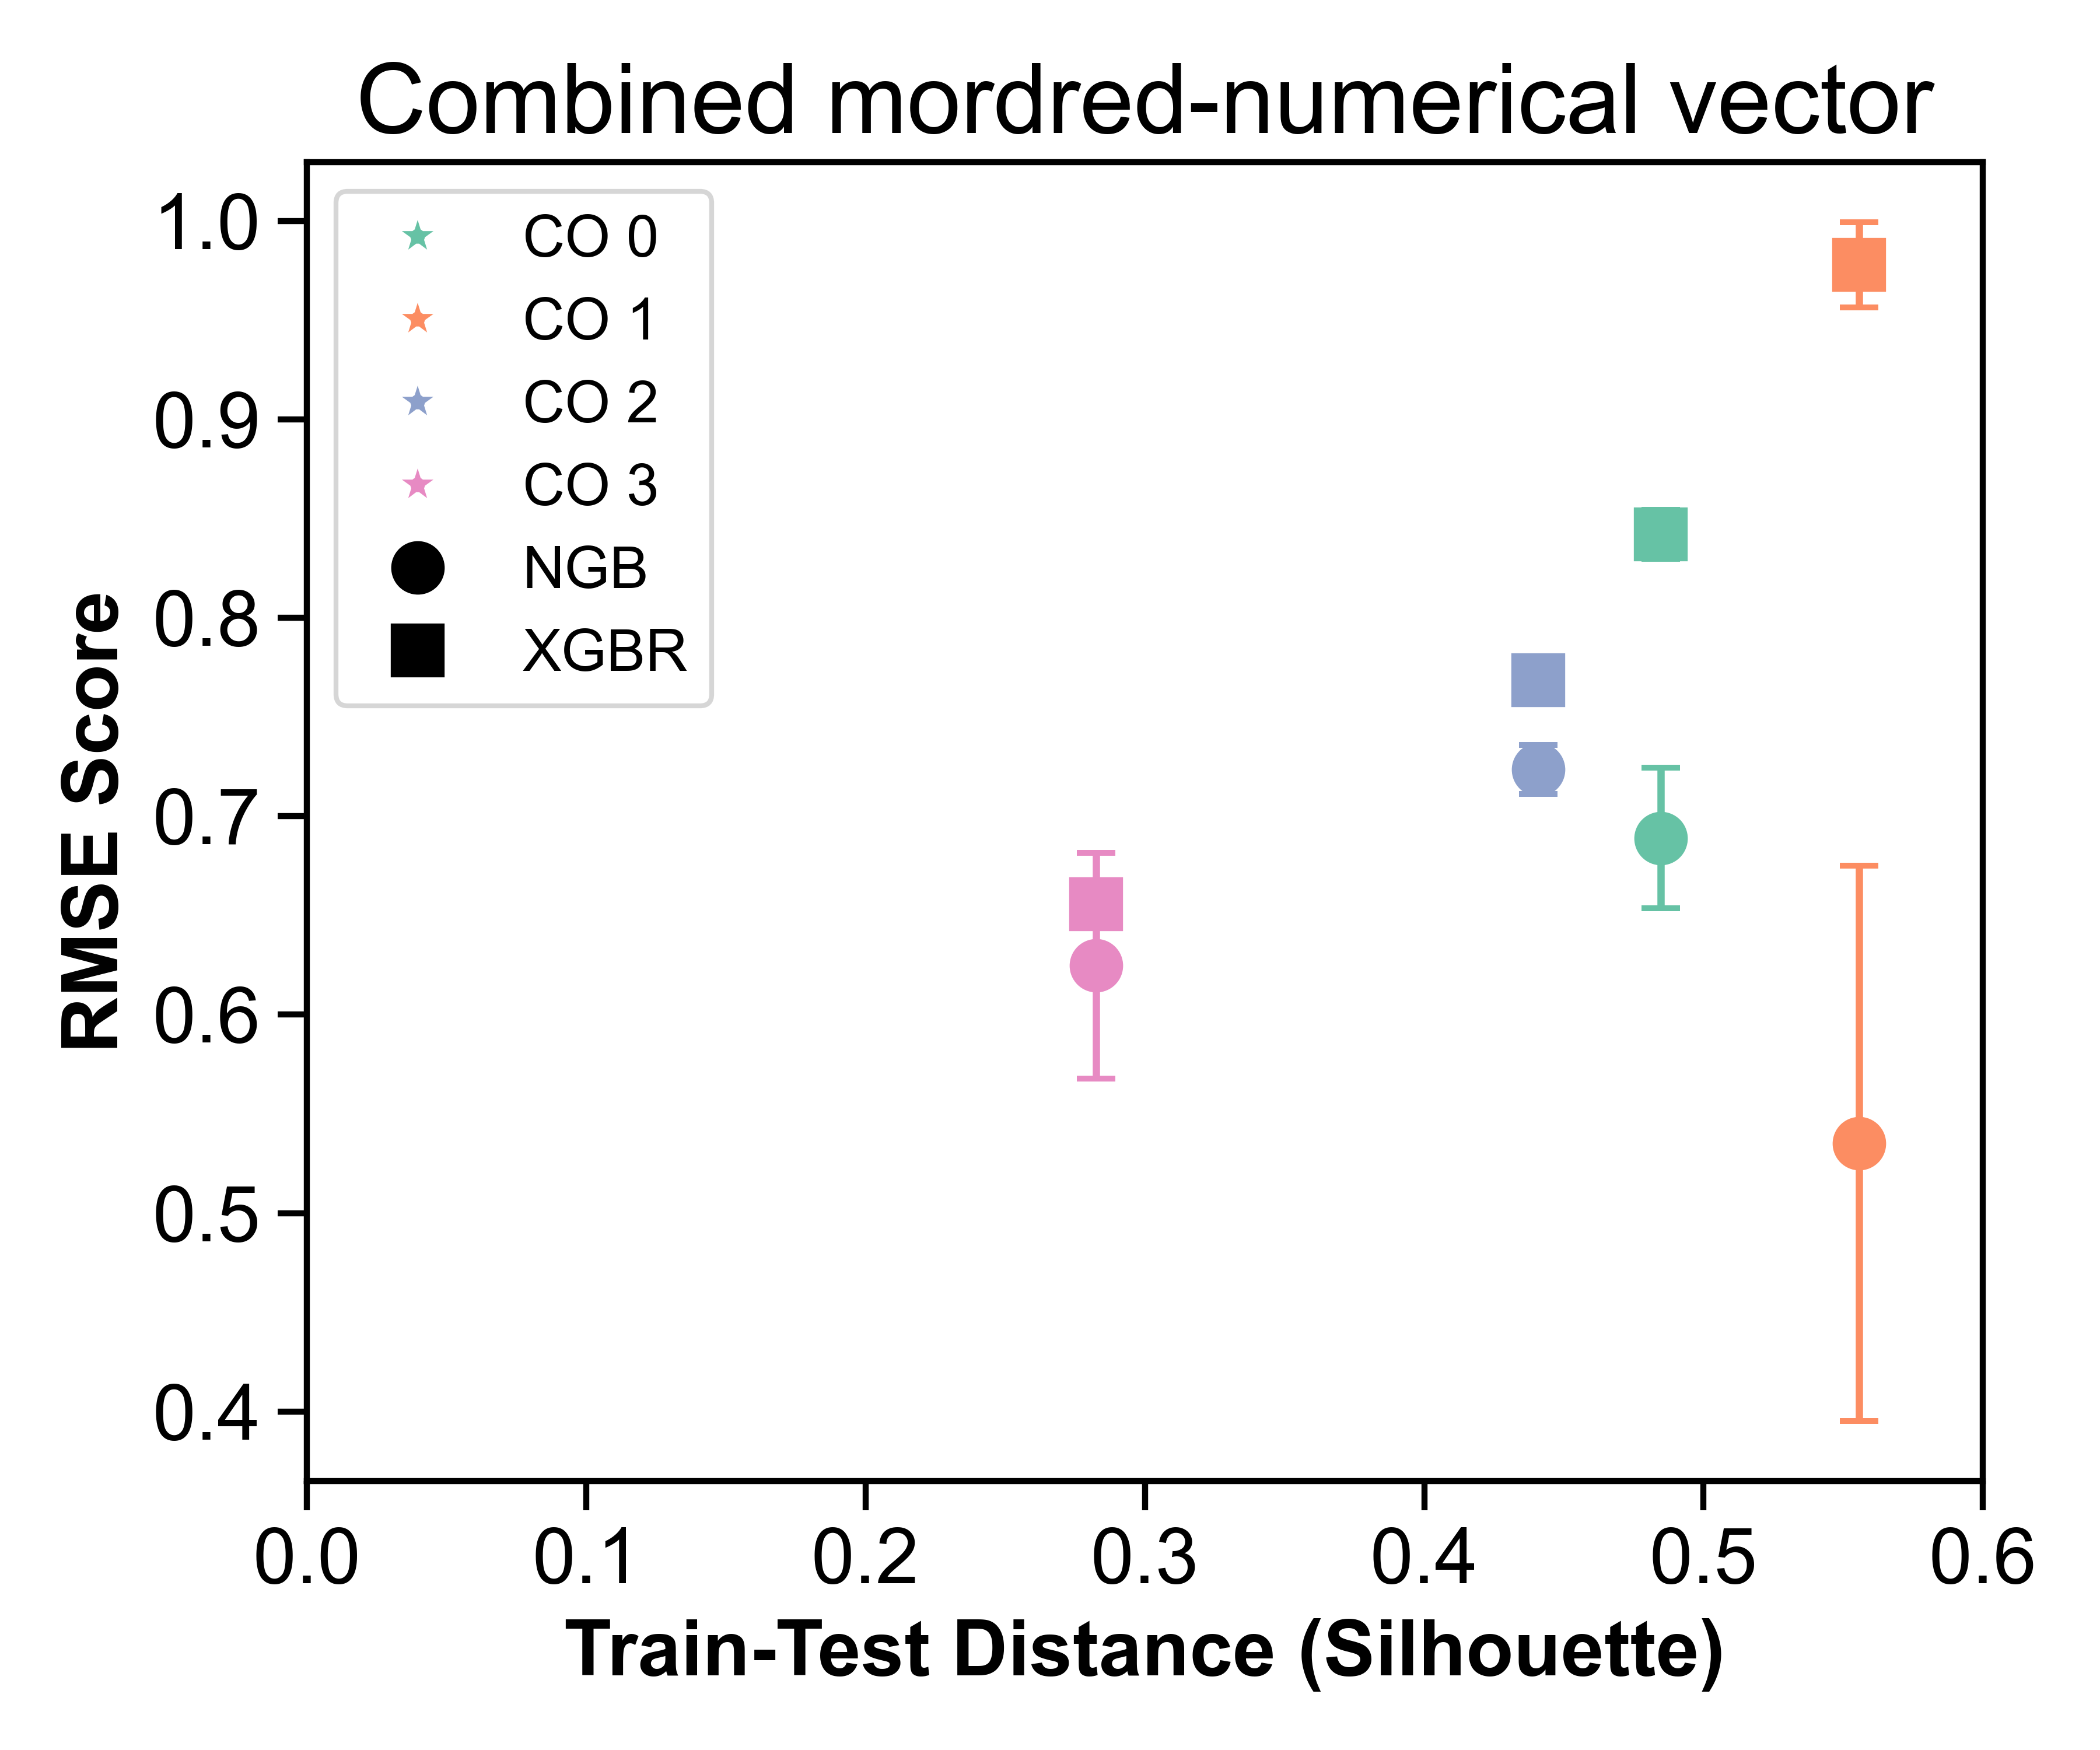 Combined mordred-numerical vector
CO 0
CO 1
CO 2
CO 3
NGB
XGBR
RMSE Score
1.0
0.9
0.8
0.7
0.6
0.5
0.4
0.0 0.1 0.2 0.3 0.4 0.5 0.6
Train-Test Distance (Silhouette)